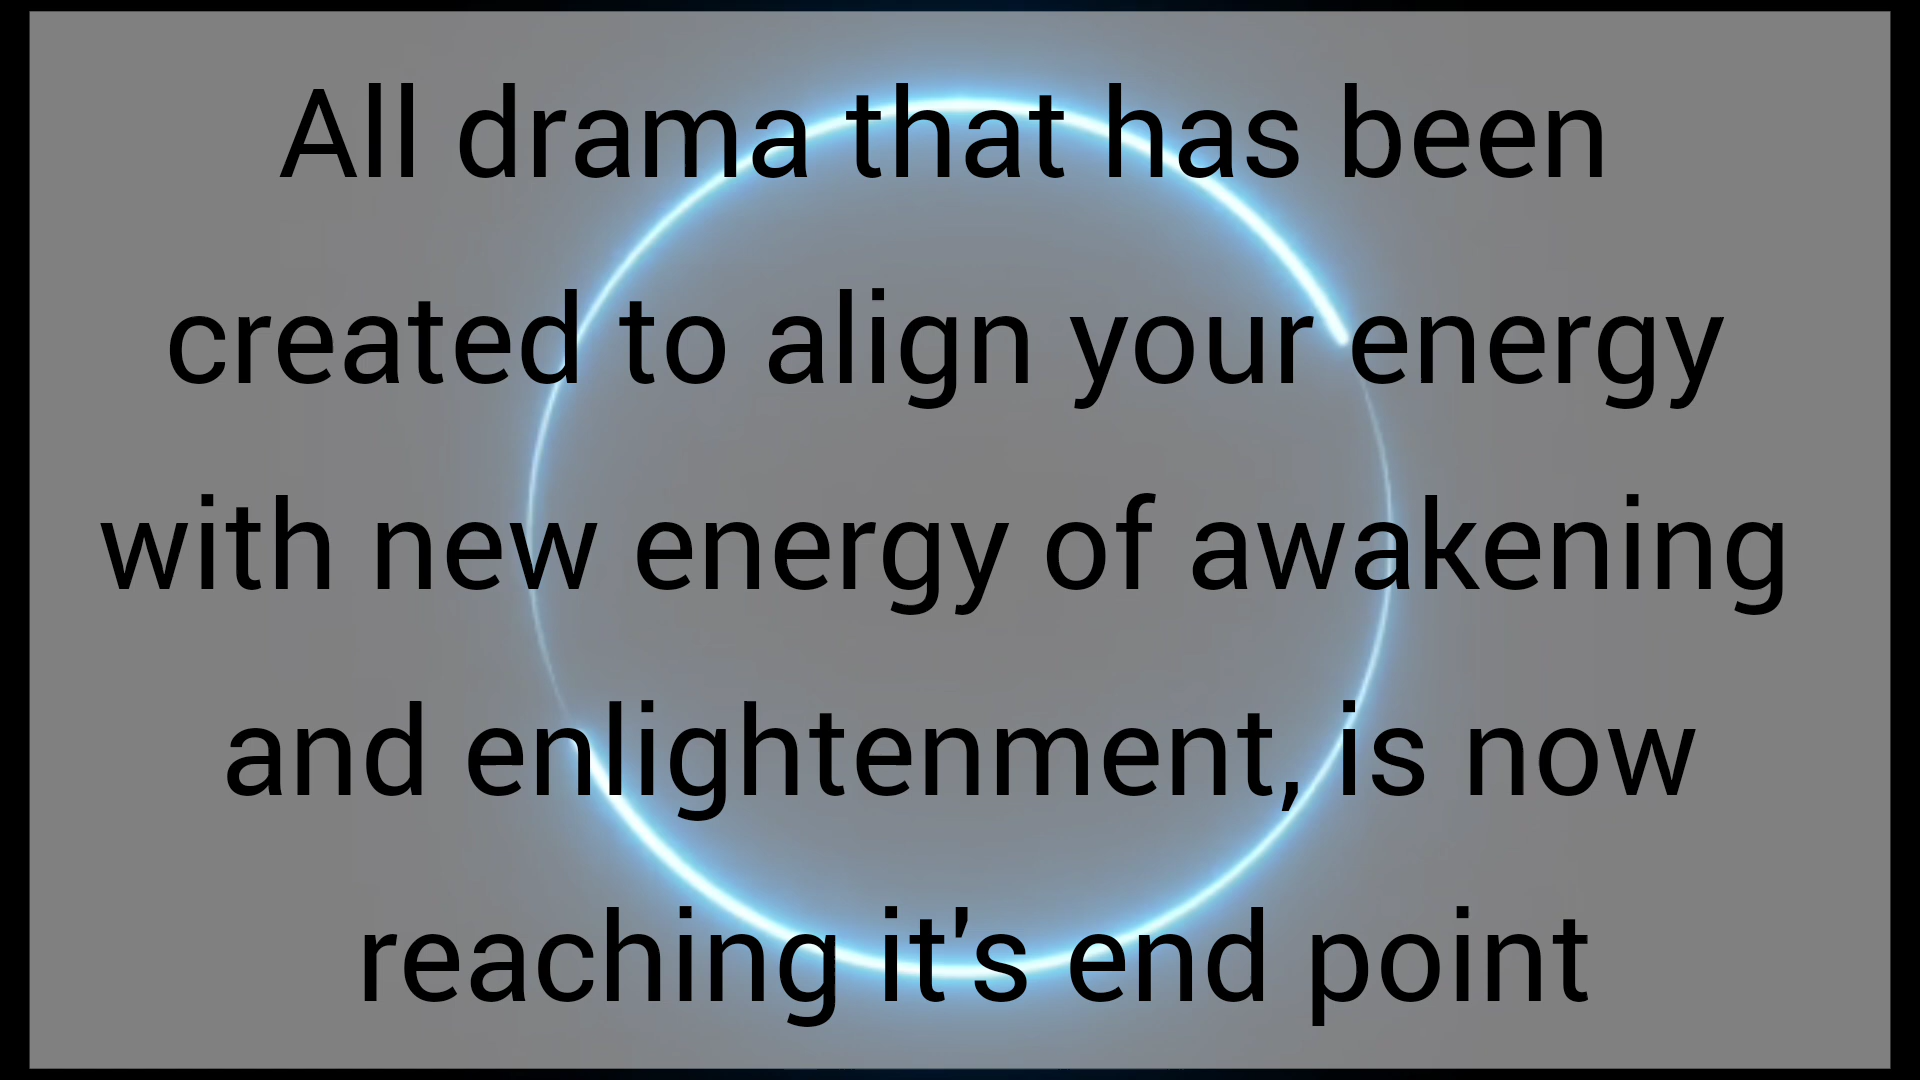 All drama that has been
created to align your energy
with new energy of awakening
and enlightenment, is now
reaching it's end point